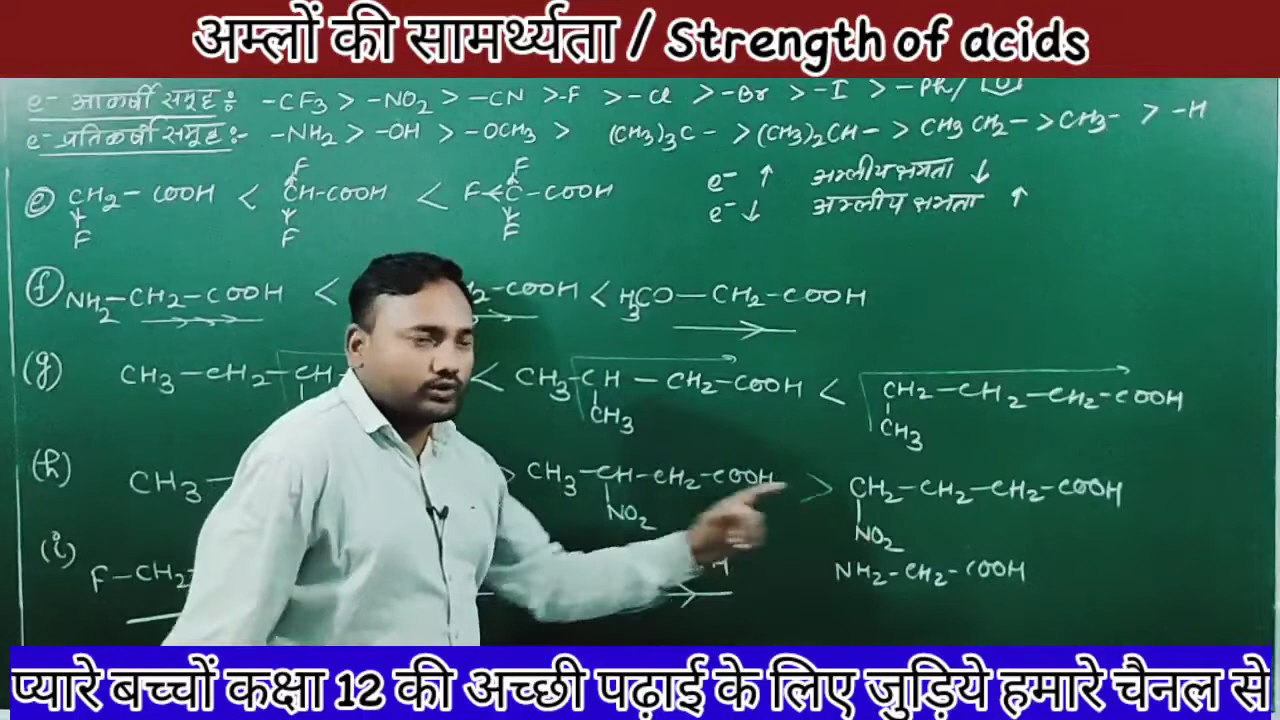 अम्लों की सामर्थ्यता / Strength of acids
e- आकर्षी समूह :- -CF3 > -NO2 > -CN > -F > -Cl > -Br > -I > -Ph/
e- प्रतिकर्षी समूह :- -NH2 > -OH > -OCH3 > (CH3)3C- > (CH3)2CH- > CH3CH2- > CH3- > -H
e- ↑ अम्लीय क्षमता ↓
e- ↓ अम्लीय क्षमता ↑
F F
(e) CH2-COOH < CH-COOH < F-C-COOH
F F F
(f) NH2-CH2-COOH < 2-COOH < H3CO-CH2-COOH
(g) CH3-CH2-CH < CH3-CH-CH2-COOH < CH2-CH2-CH2-COOH
CH3 CH3
(h) CH3- > CH3-CH-CH2-COOH > CH2-CH2-CH2-COOH
NO2 NO2
(i) F-CH2 H NH2-CH2-COOH
प्यारे बच्चों कक्षा 12 की अच्छी पढ़ाई के लिए जुड़िये हमारे चैनल से